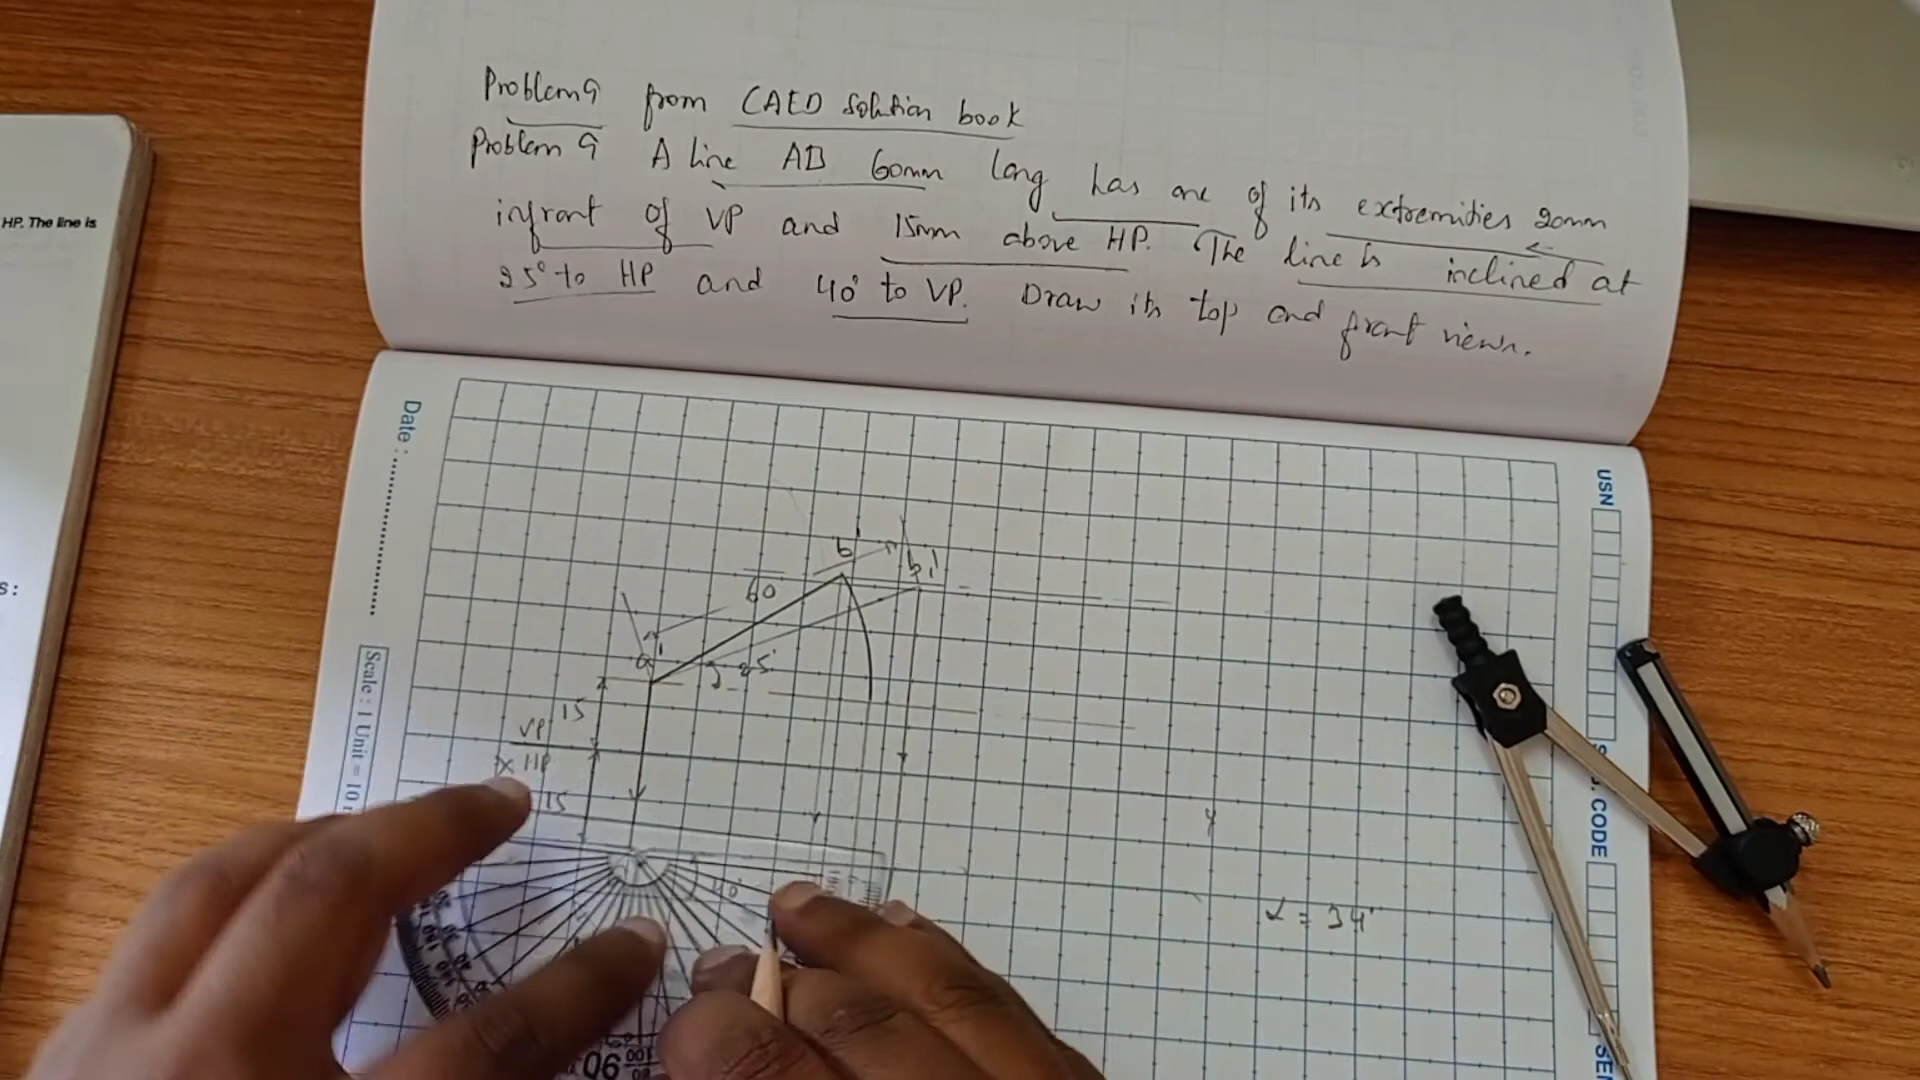 Problem 9 from CAED solution book
Problem 9 A line AB 60mm long has one of its extremities 20mm
infront of VP and 15mm above HP. The line is inclined at
25° to HP and 40° to VP. Draw its top and front views.
HP. The line is
s:
Date :
USN
b'
b1'
60
a'
25°
15
VP
X HP
15
Y
40°
α = 34°
Scale : 1 Unit = 10
CODE
90